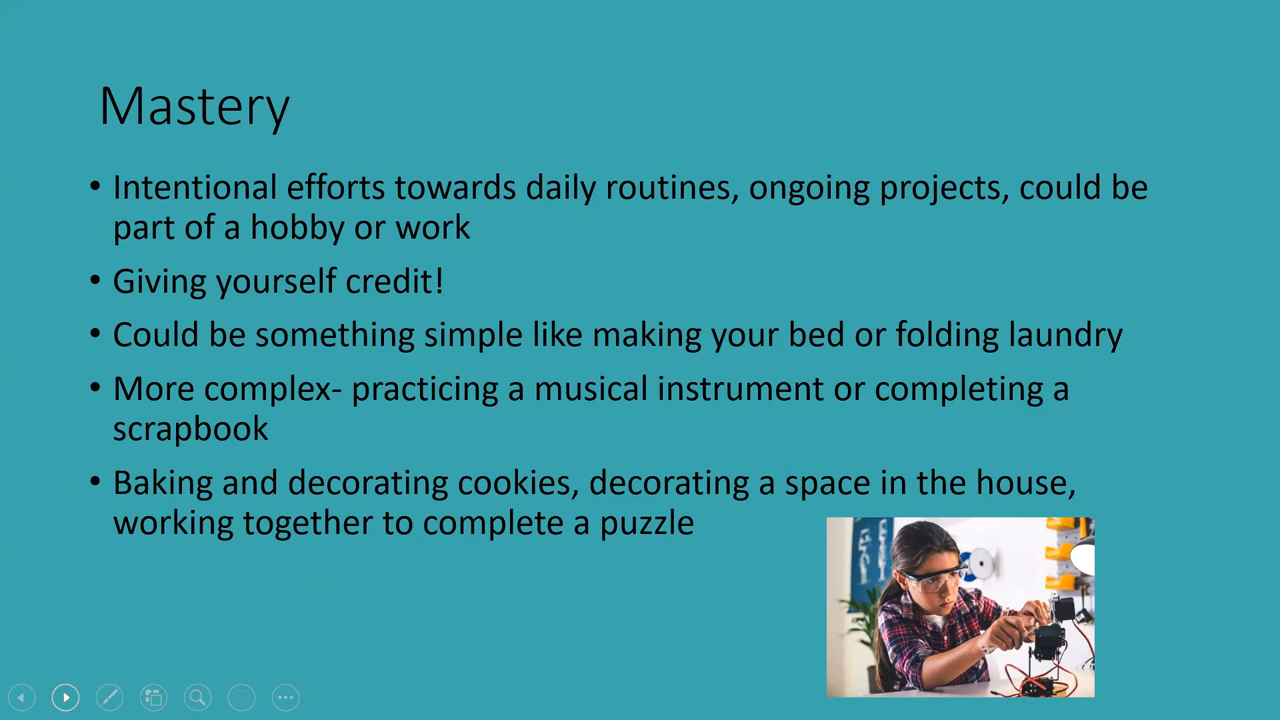 Mastery
• Intentional efforts towards daily routines, ongoing projects, could be
part of a hobby or work
• Giving yourself credit!
• Could be something simple like making your bed or folding laundry
• More complex- practicing a musical instrument or completing a
scrapbook
• Baking and decorating cookies, decorating a space in the house,
working together to complete a puzzle